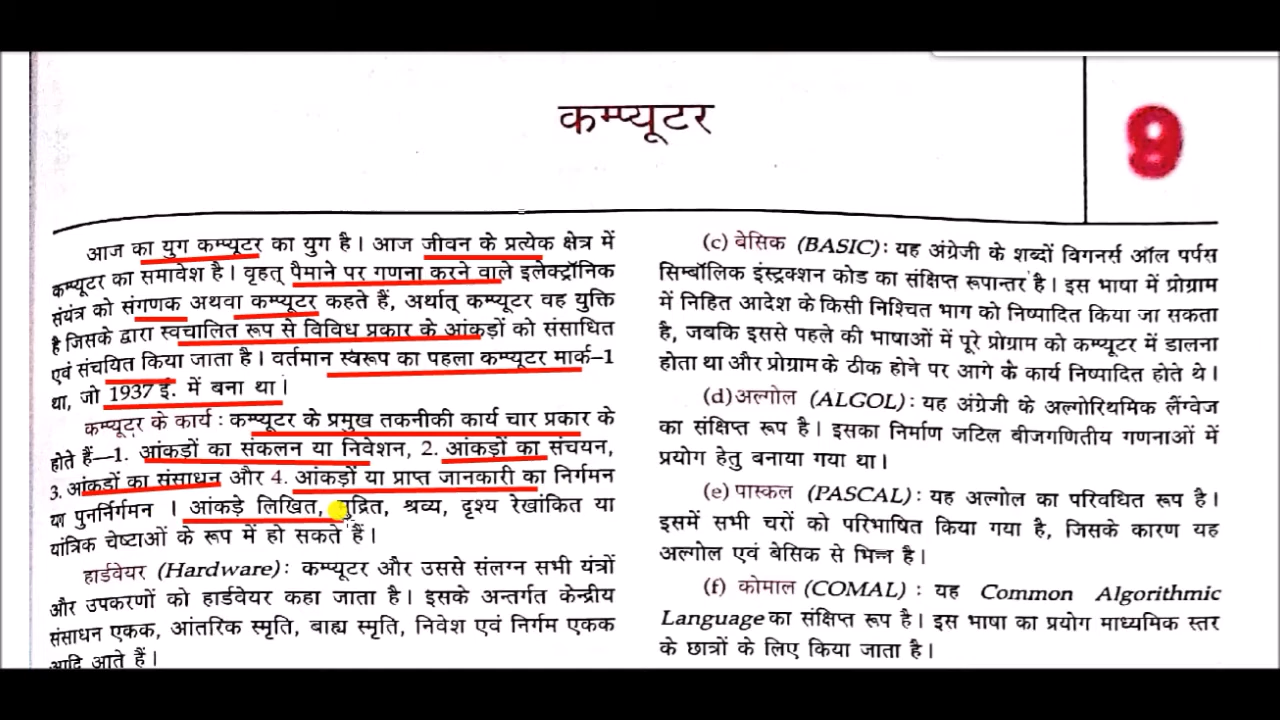 कम्प्यूटर
9
आज का युग कम्प्यूटर का युग है। आज जीवन के प्रत्येक क्षेत्र में
कम्प्यूटर का समावेश है। वृहत् पैमाने पर गणना करने वाले इलेक्ट्रॉनिक
संयंत्र को संगणक अथवा कम्प्यूटर कहते हैं, अर्थात् कम्प्यूटर वह युक्ति
है जिसके द्वारा स्वचालित रूप से विविध प्रकार के आंकड़ों को संसाधित
एवं संचयित किया जाता है। वर्तमान स्वरूप का पहला कम्प्यूटर मार्क–1
था, जो 1937 ई. में बना था।
कम्प्यूटर के कार्य : कम्प्यूटर के प्रमुख तकनीकी कार्य चार प्रकार के
होते हैं—1. आंकड़ों का संकलन या निवेशन, 2. आंकड़ों का संचयन,
3. आंकडों का संसाधन और 4. आंकड़ों या प्राप्त जानकारी का निर्गमन
या पुनर्निर्गमन । आंकड़े लिखित, मुद्रित, श्रव्य, दृश्य रेखांकित या
यांत्रिक चेष्टाओं के रूप में हो सकते हैं।
हार्डवेयर (Hardware) : कम्प्यूटर और उससे संलग्न सभी यंत्रों
और उपकरणों को हार्डवेयर कहा जाता है। इसके अन्तर्गत केन्द्रीय
संसाधन एकक, आंतरिक स्मृति, बाह्य स्मृति, निवेश एवं निर्गम एकक
आदि आते हैं।
(c) बेसिक (BASIC) : यह अंग्रेजी के शब्दों विगनर्स ऑल पर्पस
सिम्बॉलिक इंस्ट्रक्शन कोड का संक्षिप्त रूपान्तर है। इस भाषा में प्रोग्राम
में निहित आदेश के किसी निश्चित भाग को निष्पादित किया जा सकता
है, जबकि इससे पहले की भाषाओं में पूरे प्रोग्राम को कम्प्यूटर में डालना
होता था और प्रोग्राम के ठीक होने पर आगे के कार्य निष्पादित होते थे।
(d) अल्गोल (ALGOL) : यह अंग्रेजी के अल्गोरिथमिक लैंग्वेज
का संक्षिप्त रूप है। इसका निर्माण जटिल बीजगणितीय गणनाओं में
प्रयोग हेतु बनाया गया था।
(e) पास्कल (PASCAL) : यह अल्गोल का परिवधित रूप है।
इसमें सभी चरों को परिभाषित किया गया है, जिसके कारण यह
अल्गोल एवं बेसिक से भिन्न है।
(f) कोमाल (COMAL) : यह Common Algorithmic
Language का संक्षिप्त रूप है। इस भाषा का प्रयोग माध्यमिक स्तर
के छात्रों के लिए किया जाता है।